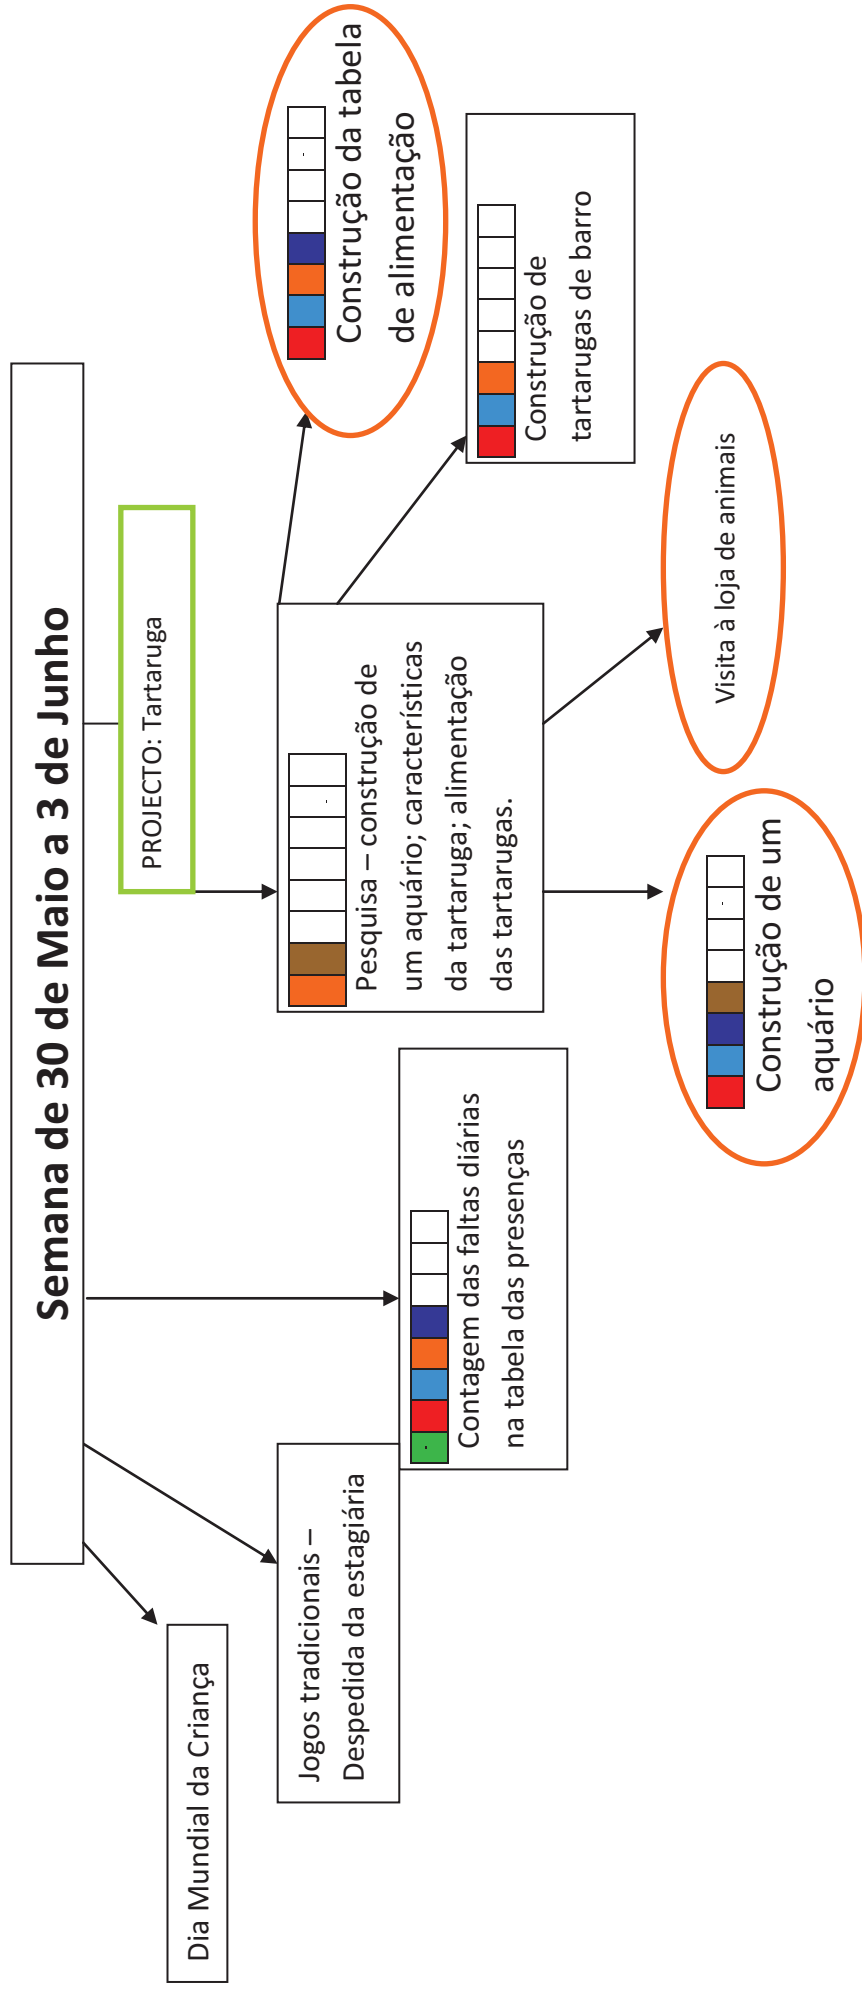 Semana de 30 de Maio a 3 de Junho
PROJECTO: Tartaruga
Dia Mundial da Criança
Jogos tradicionais –
Despedida da estagiária
Contagem das faltas diárias
na tabela das presenças
Pesquisa – construção de
um aquário; características
da tartaruga; alimentação
das tartarugas.
Construção da tabela
de alimentação
Construção de
tartarugas de barro
Visita à loja de animais
Construção de um
aquário